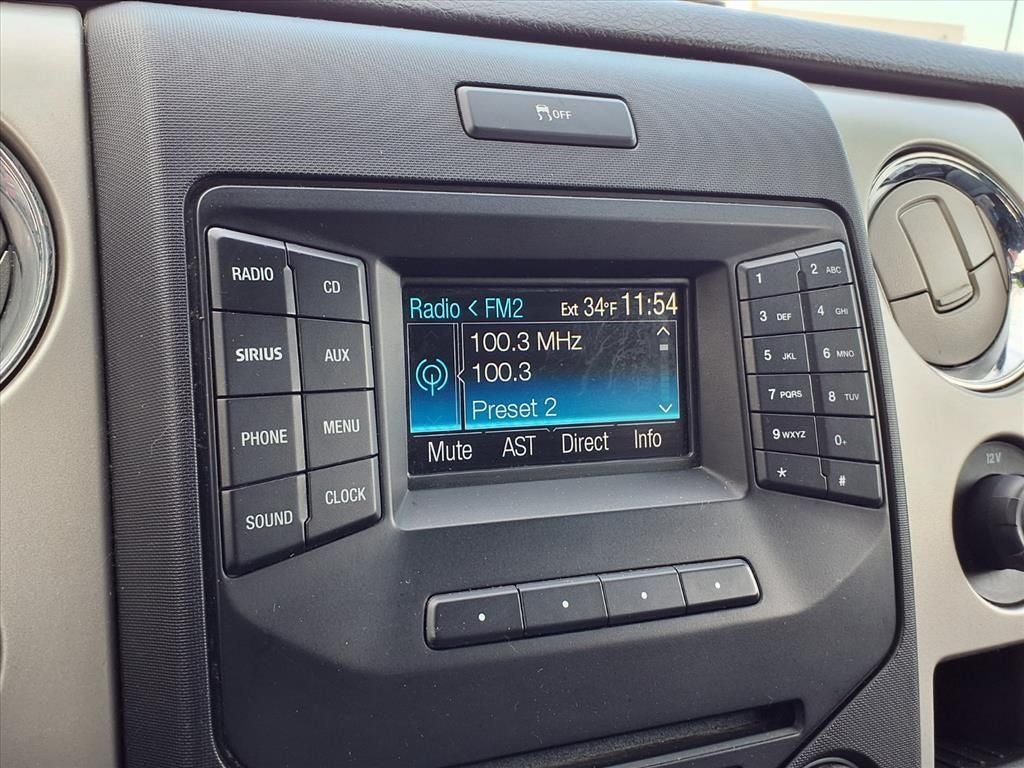 OFF
RADIO
CD
SIRIUS
AUX
PHONE
MENU
SOUND
CLOCK
Radio < FM2 Ext 34°F 11:54
100.3 MHz
100.3
Preset 2
Mute AST Direct Info
1 2 ABC
3 DEF 4 GHI
5 JKL 6 MNO
7 PQRS 8 TUV
9 WXYZ 0+
* #
12V